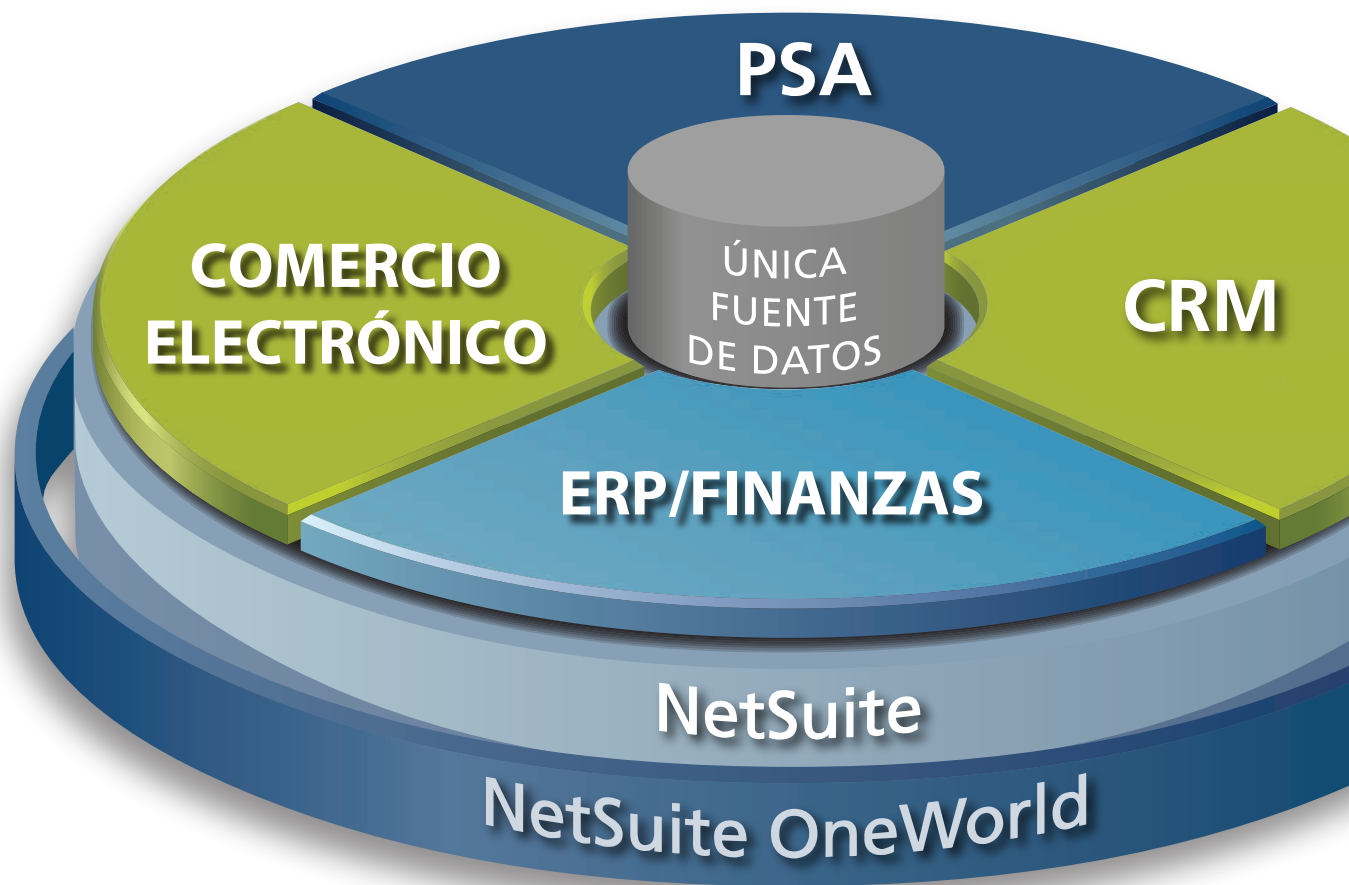 PSA
COMERCIO
ELECTRÓNICO
ÚNICA
FUENTE
DE DATOS
CRM
ERP/FINANZAS
NetSuite
NetSuite OneWorld